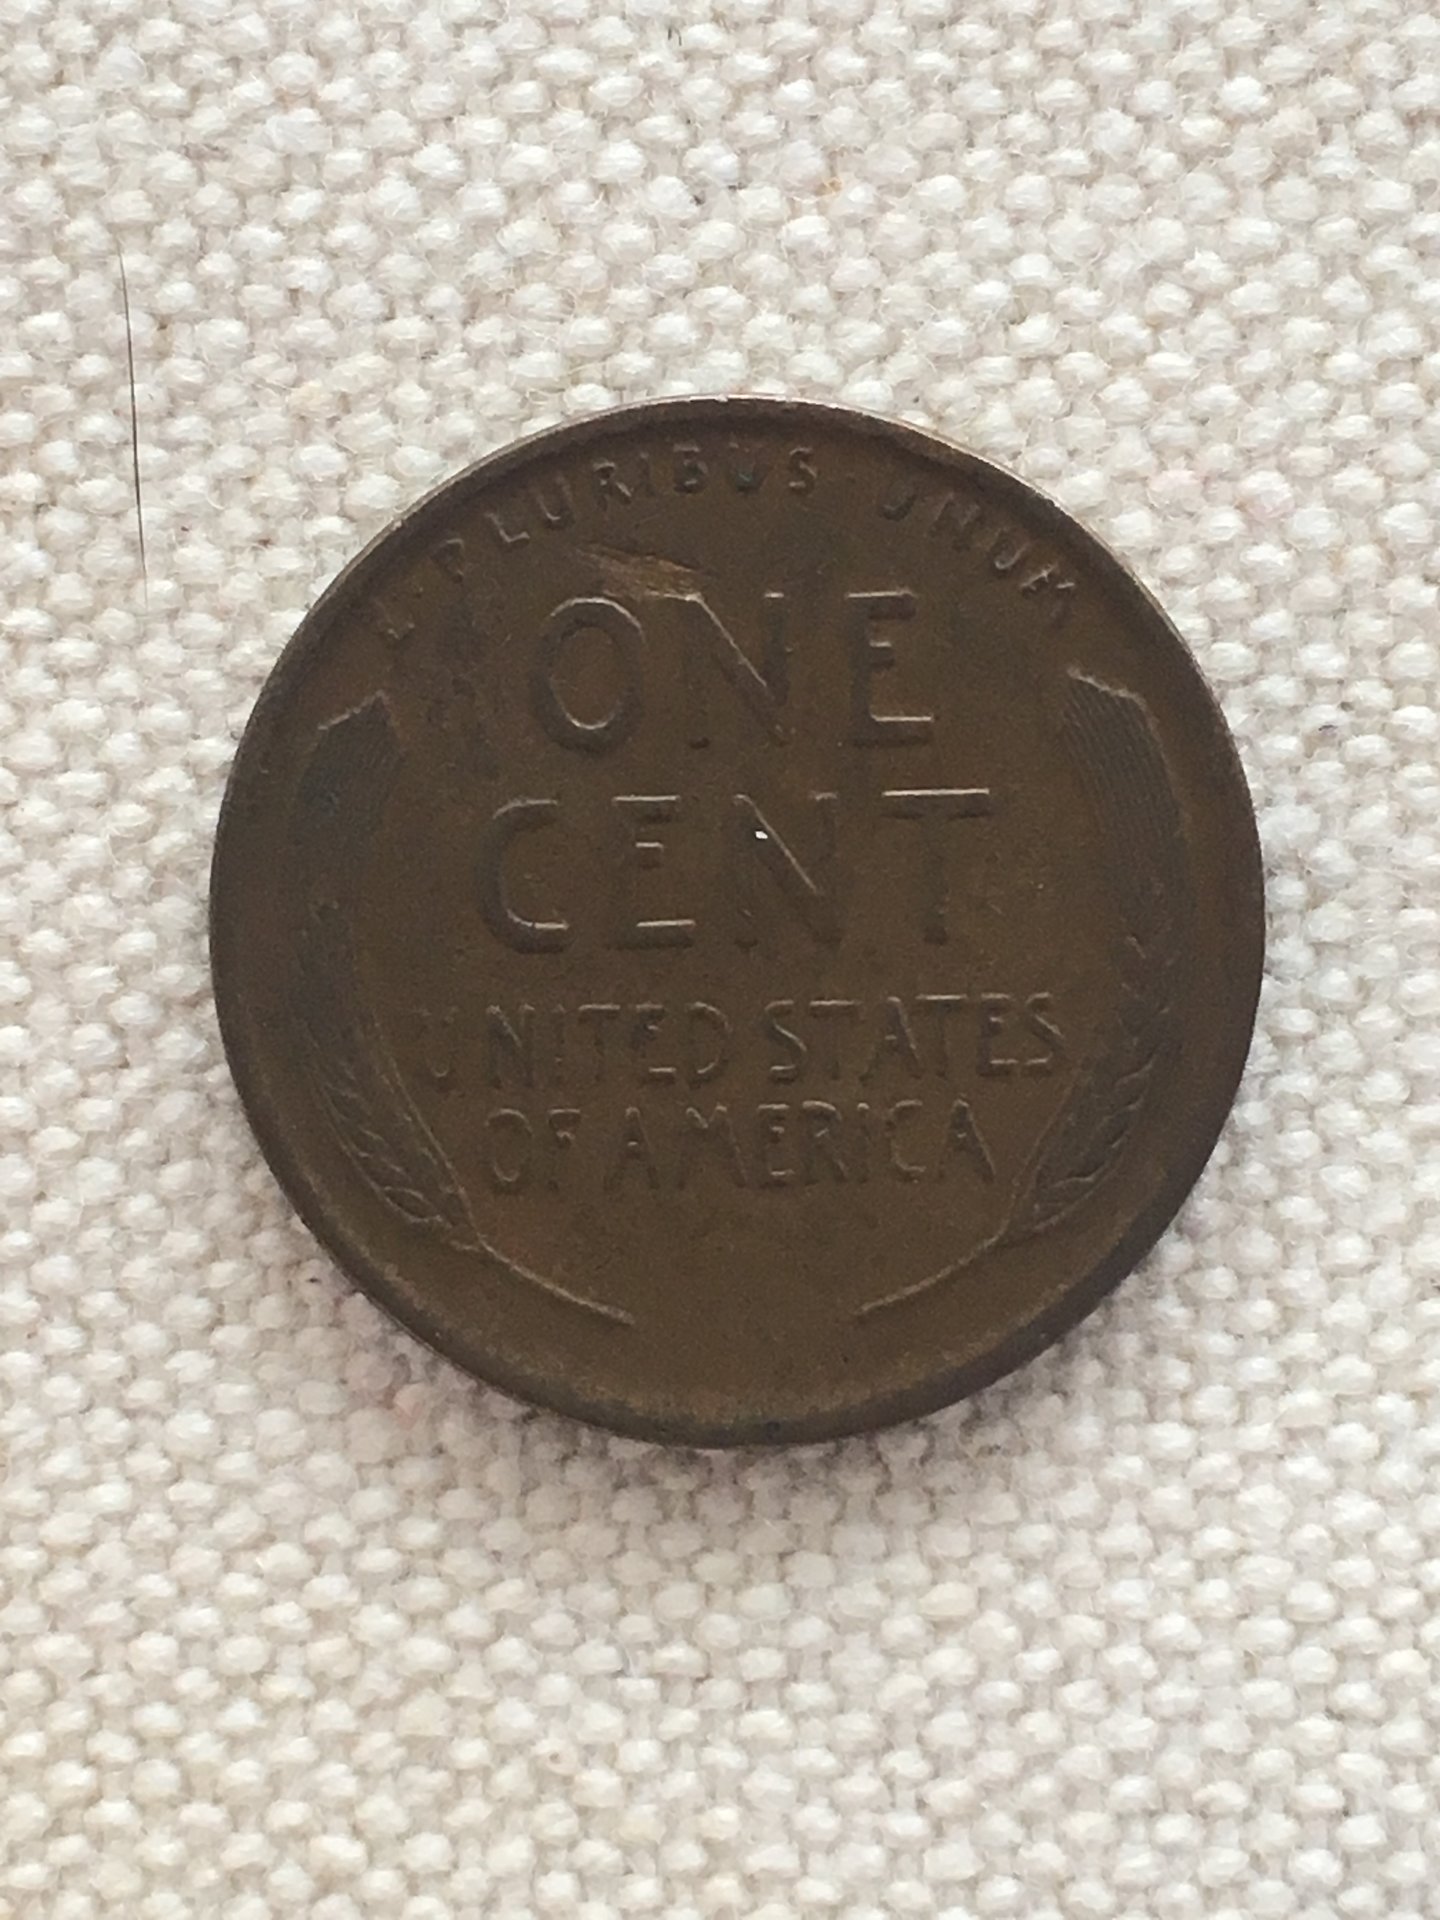 E · PLURIBUS · UNUM
ONE
CENT
UNITED STATES
OF AMERICA